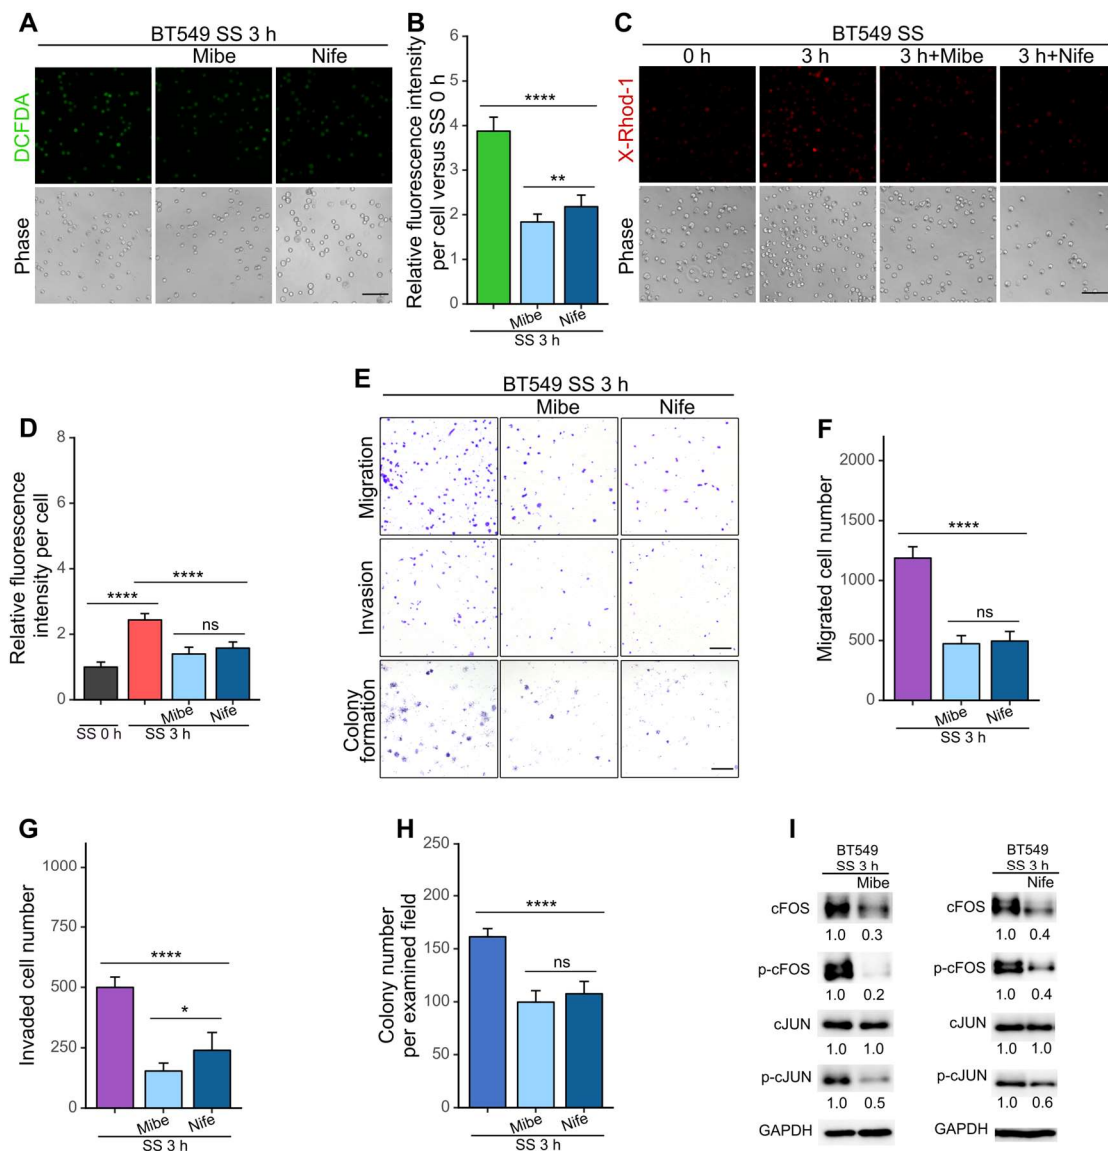 A
BT549 SS 3 h
Mibe Nife
DCFDA
Phase
B
Relative fluorescence intensity
per cell versus SS 0 h
6
5
4
3
2
1
0
****
**
Mibe Nife
SS 3 h
C
BT549 SS
0 h 3 h 3 h+Mibe 3 h+Nife
X-Rhod-1
Phase
D
Relative fluorescence
intensity per cell
8
6
4
2
0
****
****
ns
Mibe Nife
SS 0 h SS 3 h
E
BT549 SS 3 h
Mibe Nife
Migration
Invasion
Colony
formation
F
Migrated cell number
2000
1500
1000
500
0
****
ns
Mibe Nife
SS 3 h
G
Invaded cell number
1000
750
500
250
0
****
*
Mibe Nife
SS 3 h
H
Colony number
per examined field
250
200
150
100
50
0
****
ns
Mibe Nife
SS 3 h
I
BT549
SS 3 h
Mibe
cFOS
1.0 0.3
p-cFOS
1.0 0.2
cJUN
1.0 1.0
p-cJUN
1.0 0.5
GAPDH
BT549
SS 3 h
Nife
cFOS
1.0 0.4
p-cFOS
1.0 0.4
cJUN
1.0 1.0
p-cJUN
1.0 0.6
GAPDH